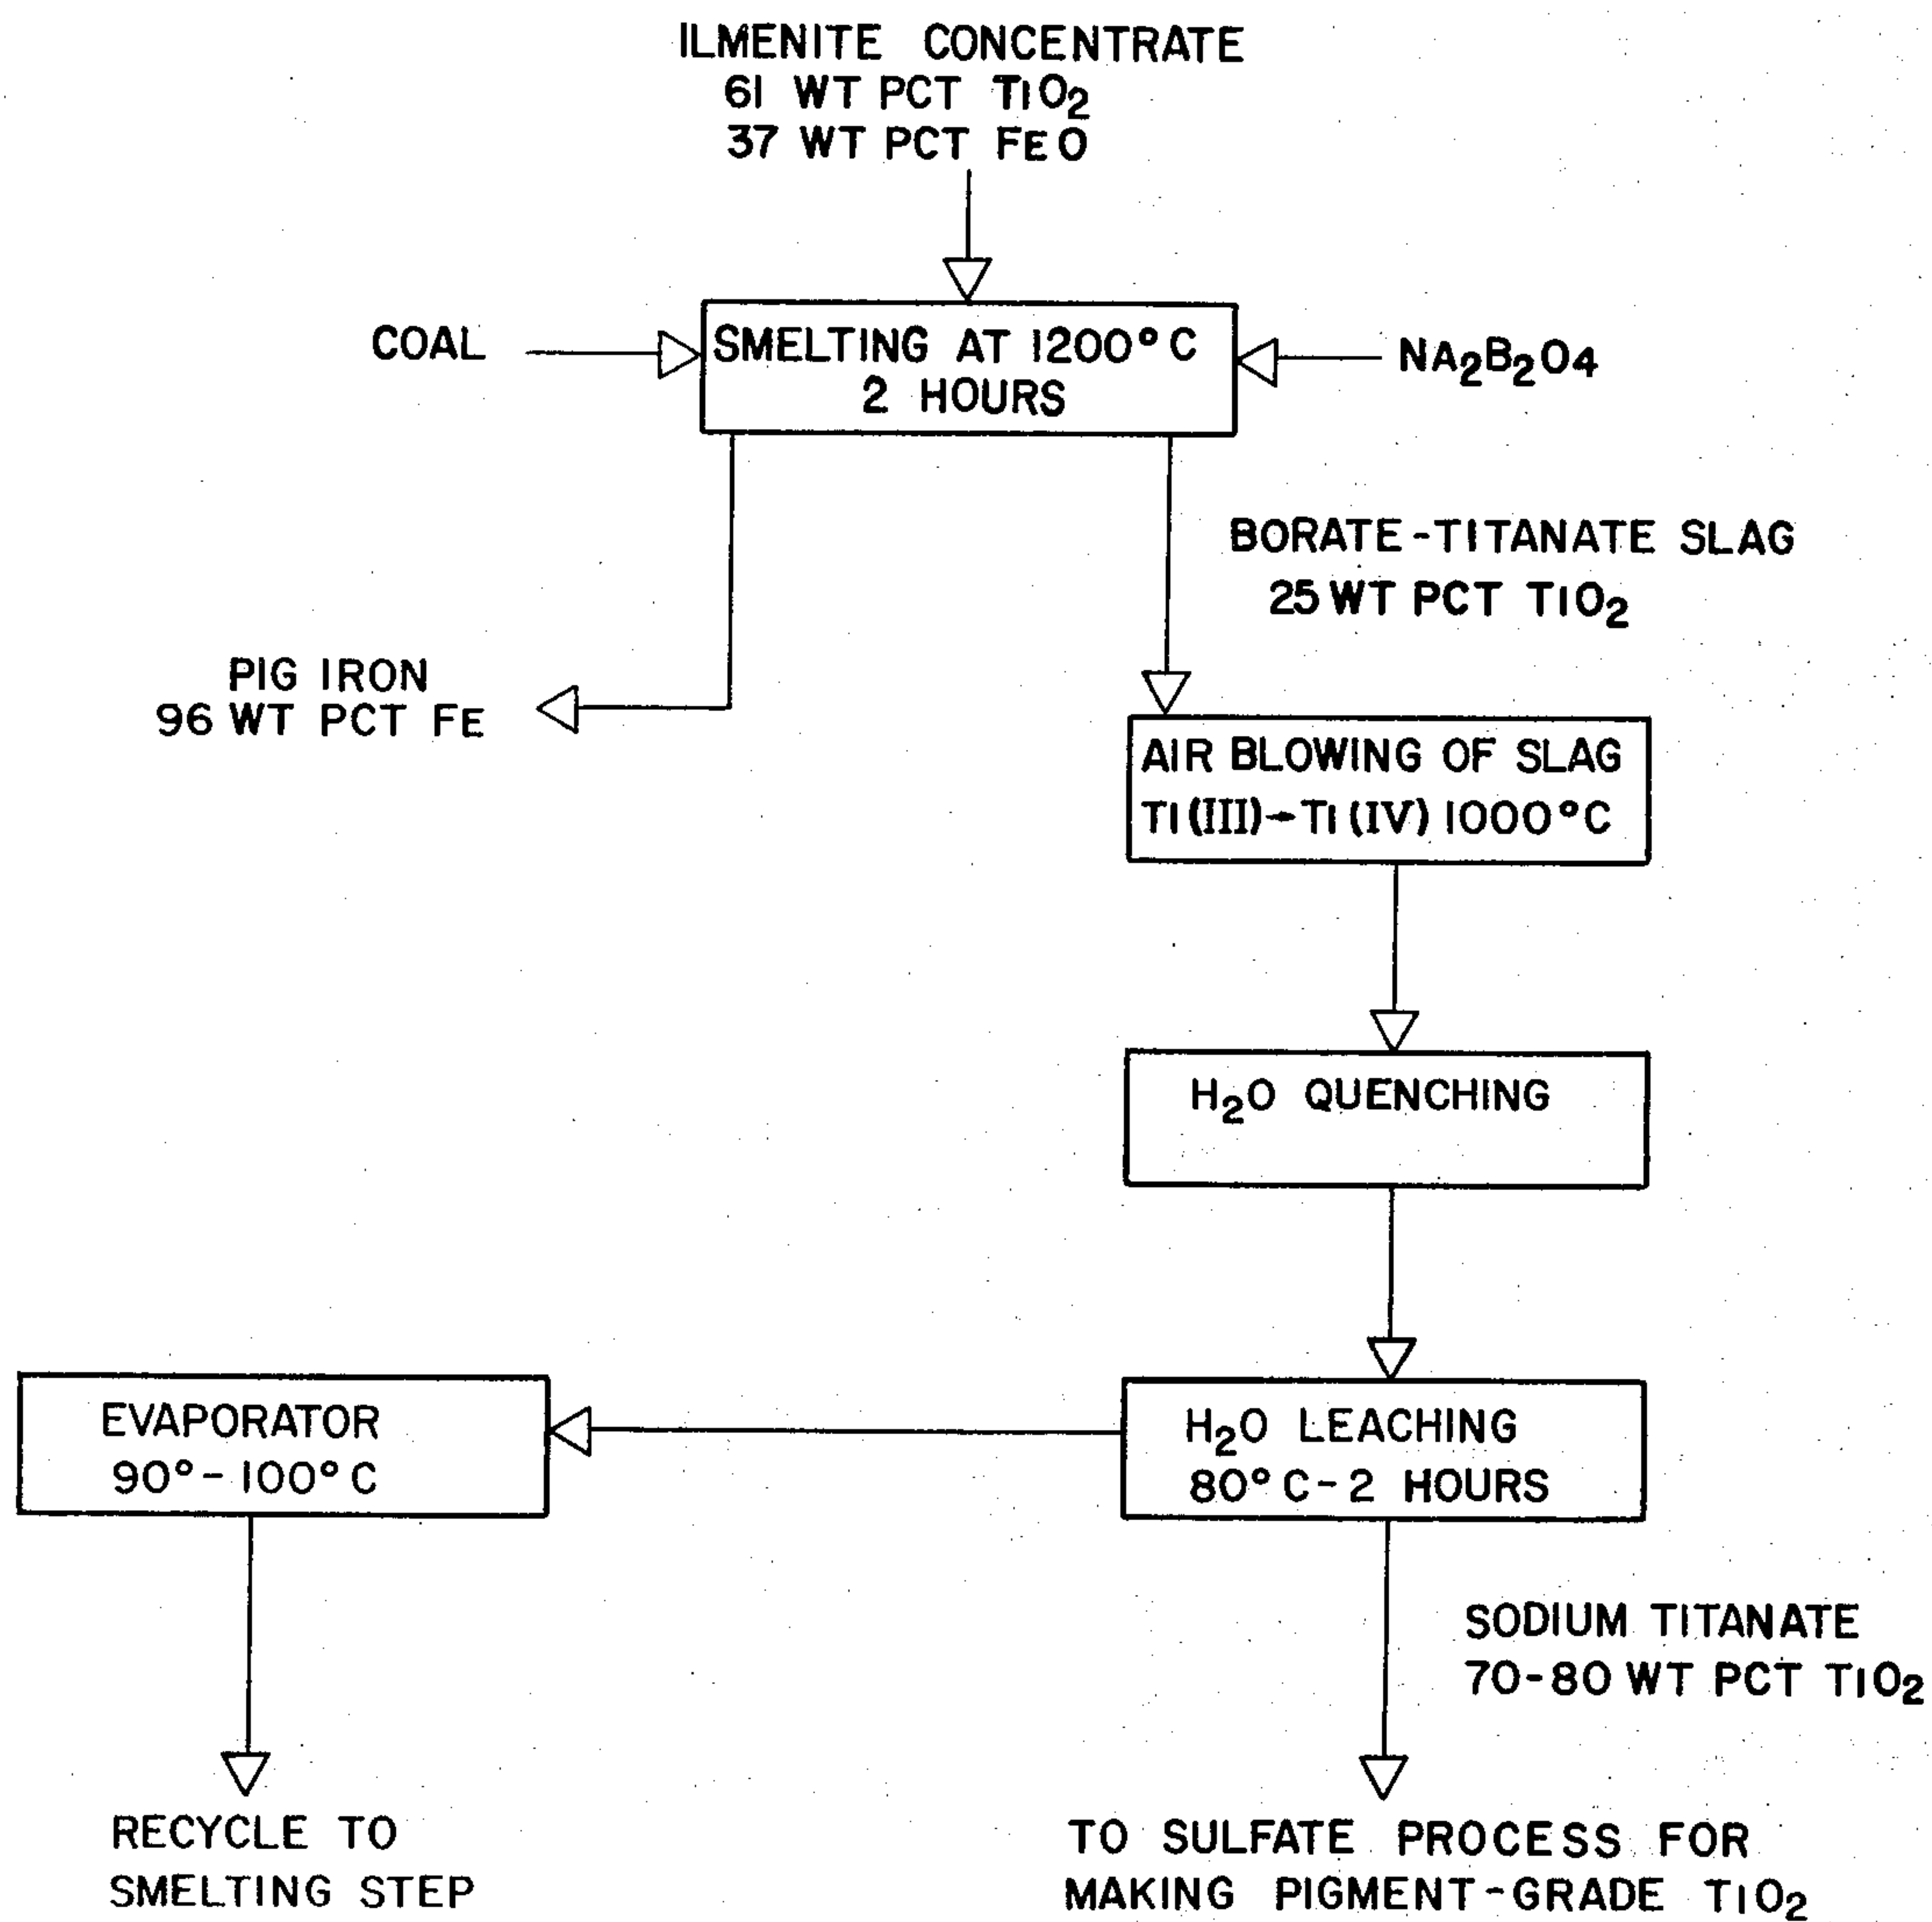 ILMENITE CONCENTRATE
61 WT PCT TiO₂
37 WT PCT FeO
COAL
SMELTING AT 1200°C
2 HOURS
NA₂B₂O4
BORATE-TITANATE SLAG
25 WT PCT TiO₂
PIG IRON
96 WT PCT FE
AIR BLOWING OF SLAG
Ti(III)→Ti(IV) 1000°C
H₂O QUENCHING
EVAPORATOR
90°-100°C
H₂O LEACHING
80°C-2 HOURS
SODIUM TITANATE
70-80 WT PCT TiO₂
RECYCLE TO
SMELTING STEP
TO SULFATE PROCESS FOR
MAKING PIGMENT-GRADE TiO₂